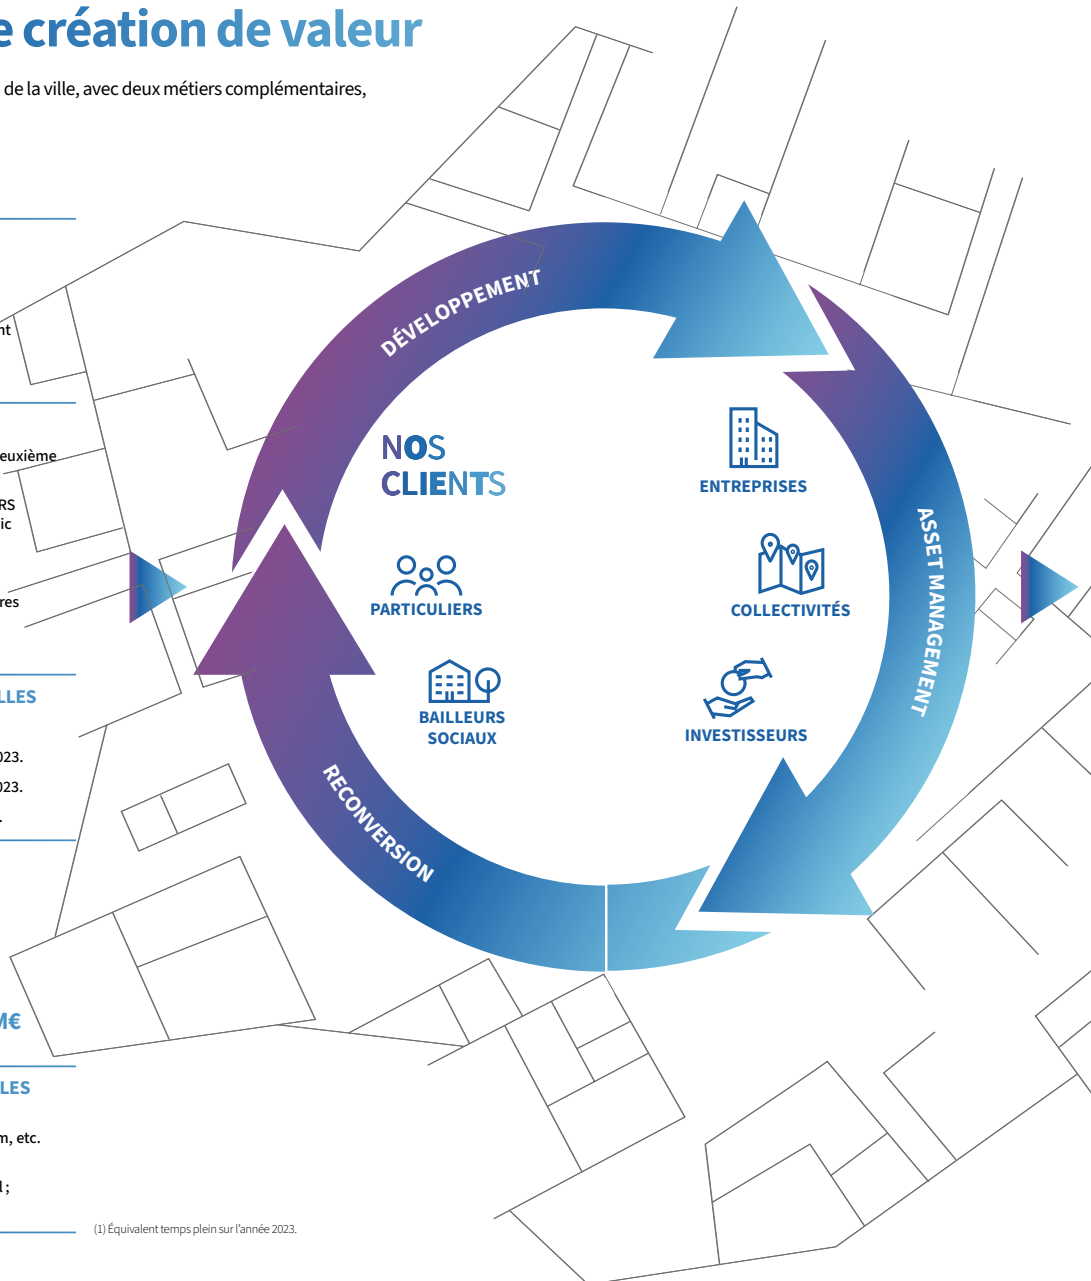 e création de valeur
de la ville, avec deux métiers complémentaires,
nt
euxième
RS
ic
res
LLES
023.
023.
.
M€
LES
m, etc.
l ;
DÉVELOPPEMENT
ASSET MANAGEMENT
RECONVERSION
NOS
CLIENTS
ENTREPRISES
PARTICULIERS
COLLECTIVITÉS
BAILLEURS
SOCIAUX
INVESTISSEURS
(1) Équivalent temps plein sur l'année 2023.